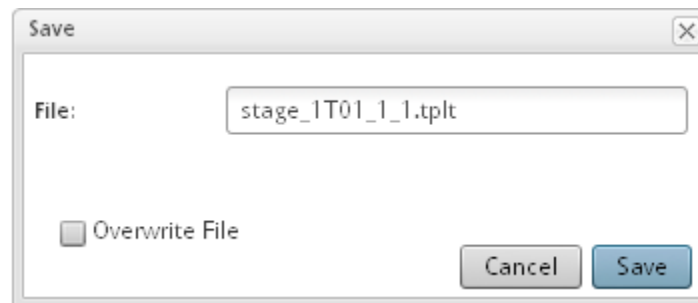 Save
File:
stage_1T01_1_1.tplt
Overwrite File
Cancel
Save